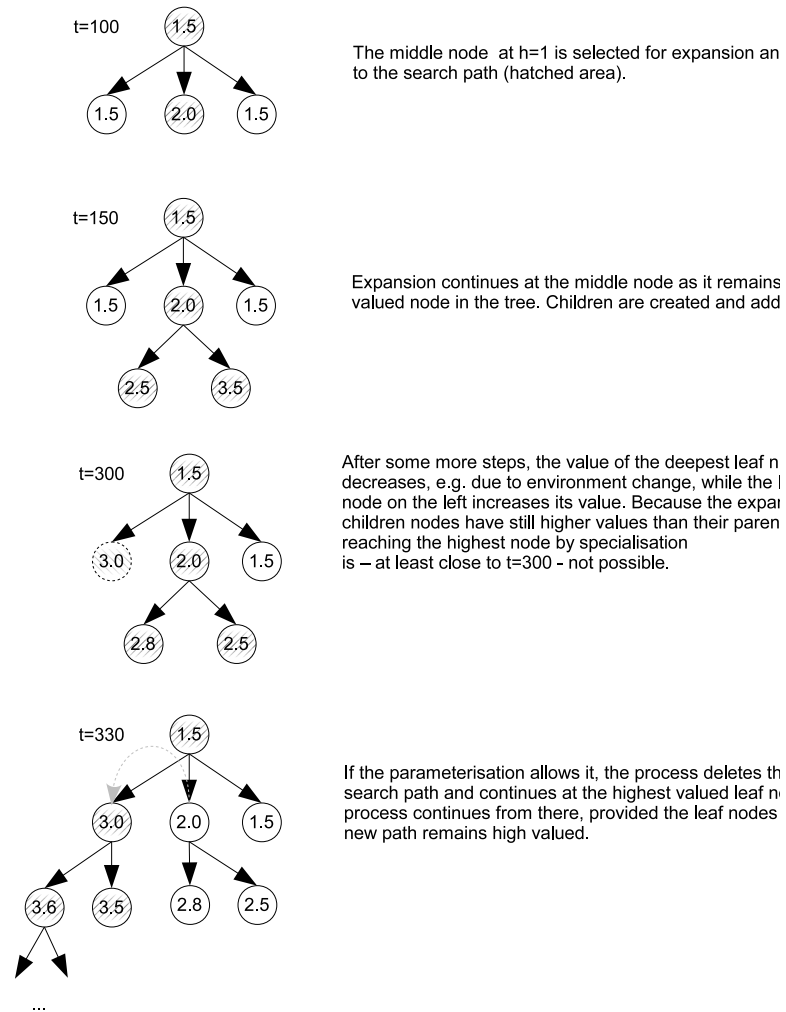 t=100
1.5
1.5 2.0 1.5
The middle node at h=1 is selected for expansion an
to the search path (hatched area).
t=150
1.5
1.5 2.0 1.5
2.5 3.5
Expansion continues at the middle node as it remains
valued node in the tree. Children are created and add
t=300
1.5
3.0 2.0 1.5
2.8 2.5
After some more steps, the value of the deepest leaf n
decreases, e.g. due to environment change, while the
node on the left increases its value. Because the expan
children nodes have still higher values than their paren
reaching the highest node by specialisation
is – at least close to t=300 - not possible.
t=330
1.5
3.0 2.0 1.5
3.6 3.5 2.8 2.5
...
If the parameterisation allows it, the process deletes th
search path and continues at the highest valued leaf n
process continues from there, provided the leaf nodes
new path remains high valued.